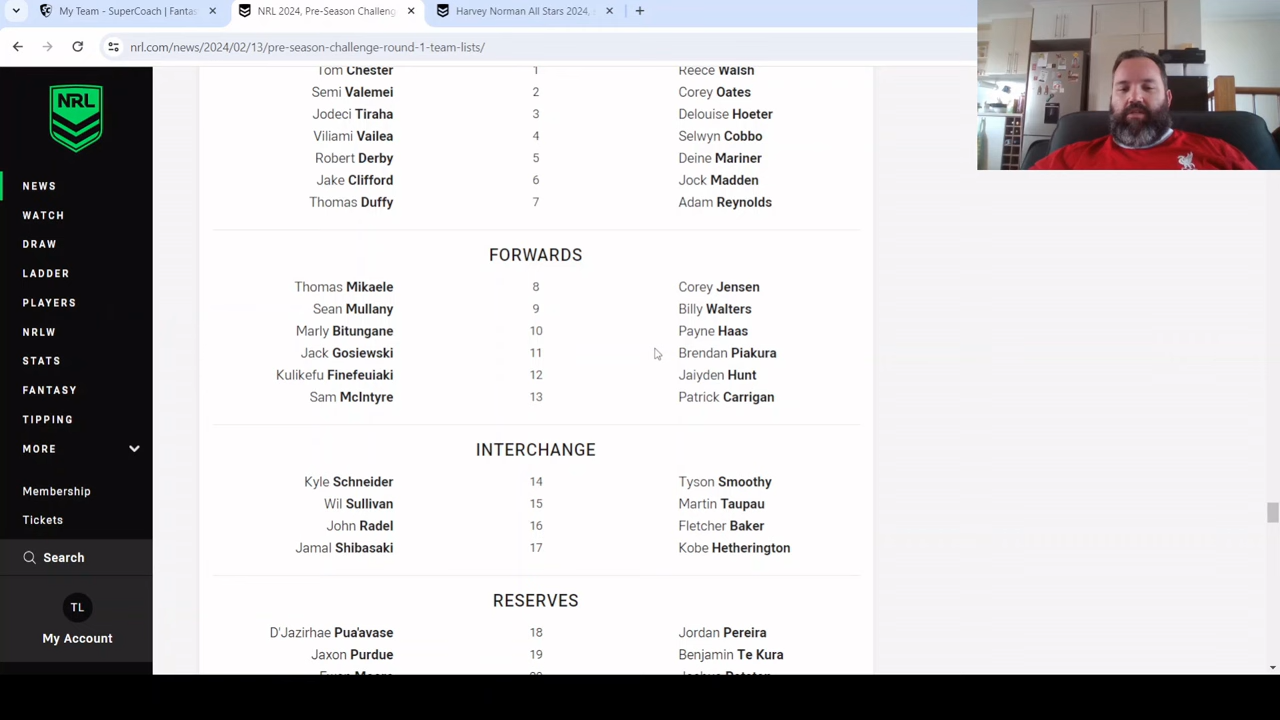 My Team - SuperCoach | Fantas
NRL 2024, Pre-Season Challeng
Harvey Norman All Stars 2024,
nrl.com/news/2024/02/13/pre-season-challenge-round-1-team-lists/
NRL
NEWS
WATCH
DRAW
LADDER
PLAYERS
NRLW
STATS
FANTASY
TIPPING
MORE
Membership
Tickets
Search
TL
My Account
Tom Chester 1 Reece Walsh
Semi Valemei 2 Corey Oates
Jodeci Tiraha 3 Delouise Hoeter
Viliami Vailea 4 Selwyn Cobbo
Robert Derby 5 Deine Mariner
Jake Clifford 6 Jock Madden
Thomas Duffy 7 Adam Reynolds
FORWARDS
Thomas Mikaele 8 Corey Jensen
Sean Mullany 9 Billy Walters
Marly Bitungane 10 Payne Haas
Jack Gosiewski 11 Brendan Piakura
Kulikefu Finefeuiaki 12 Jaiyden Hunt
Sam McIntyre 13 Patrick Carrigan
INTERCHANGE
Kyle Schneider 14 Tyson Smoothy
Wil Sullivan 15 Martin Taupau
John Radel 16 Fletcher Baker
Jamal Shibasaki 17 Kobe Hetherington
RESERVES
D'Jazirhae Pua'avase 18 Jordan Pereira
Jaxon Purdue 19 Benjamin Te Kura